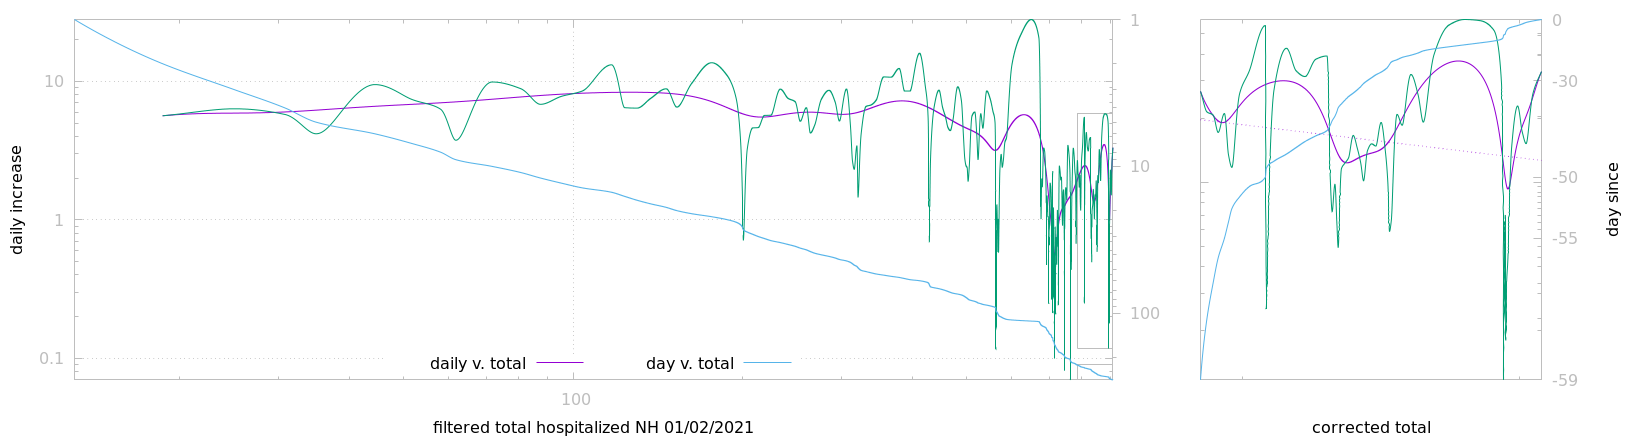 10
1
0.1
daily increase
daily v. total
day v. total
100
filtered total hospitalized NH 01/02/2021
1
10
100
0
-30
-50
-55
-59
day since
corrected total